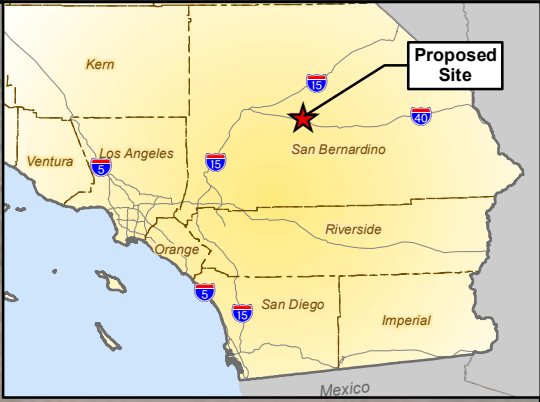 Proposed
Site
Kern
15
40
San Bernardino
Ventura
Los Angeles
5
15
Riverside
Orange
5
San Diego
15
Imperial
Mexico